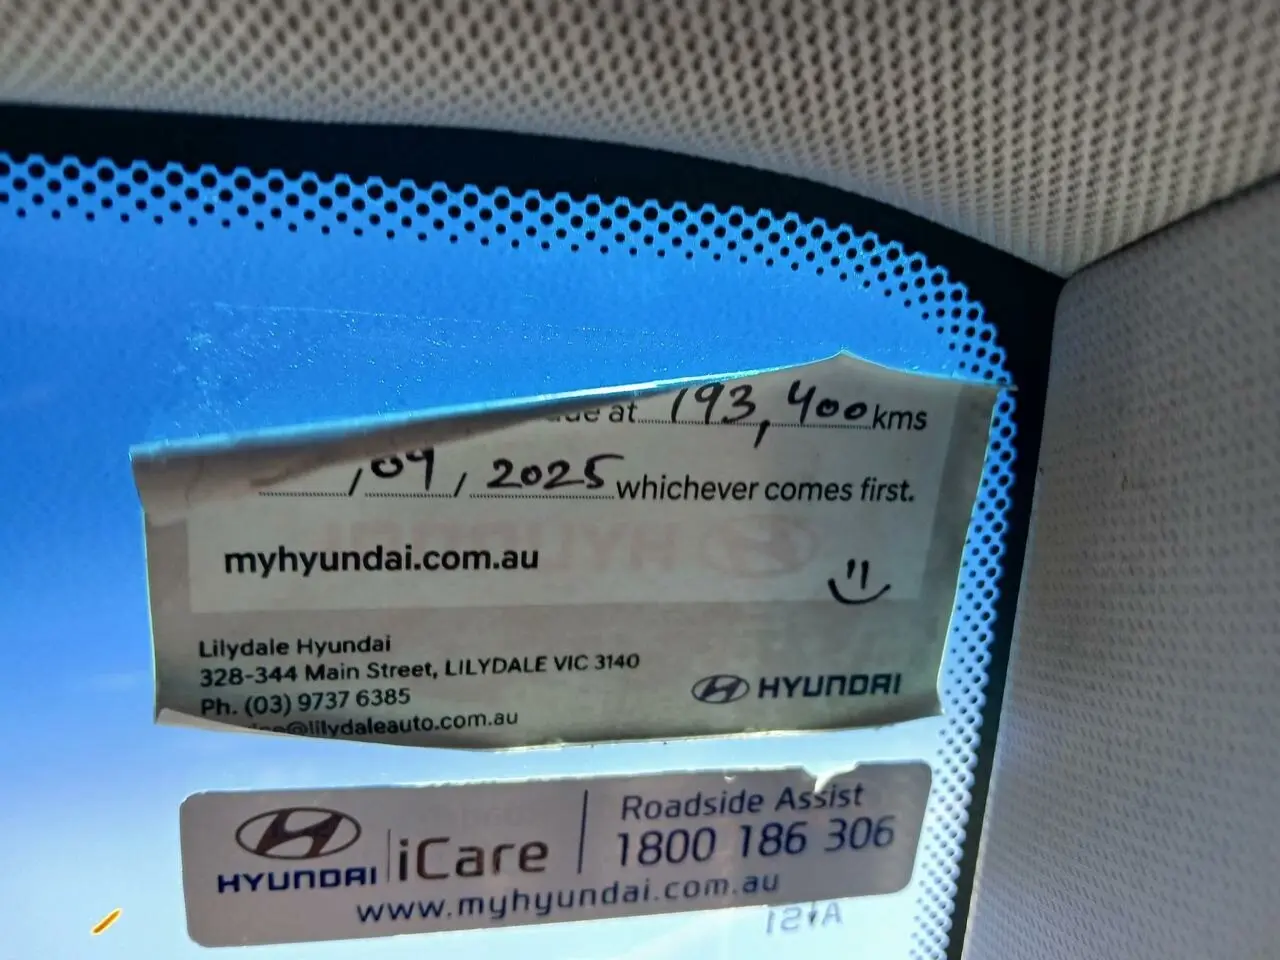 at 193,400 kms
/09/2025 whichever comes first.
myhyundai.com.au
Lilydale Hyundai
328-344 Main Street, LILYDALE VIC 3140
Ph. (03) 9737 6385
@lilydaleauto.com.au
HYUNDAI
HYUNDAI iCare
Roadside Assist
1800 186 306
www.myhyundai.com.au